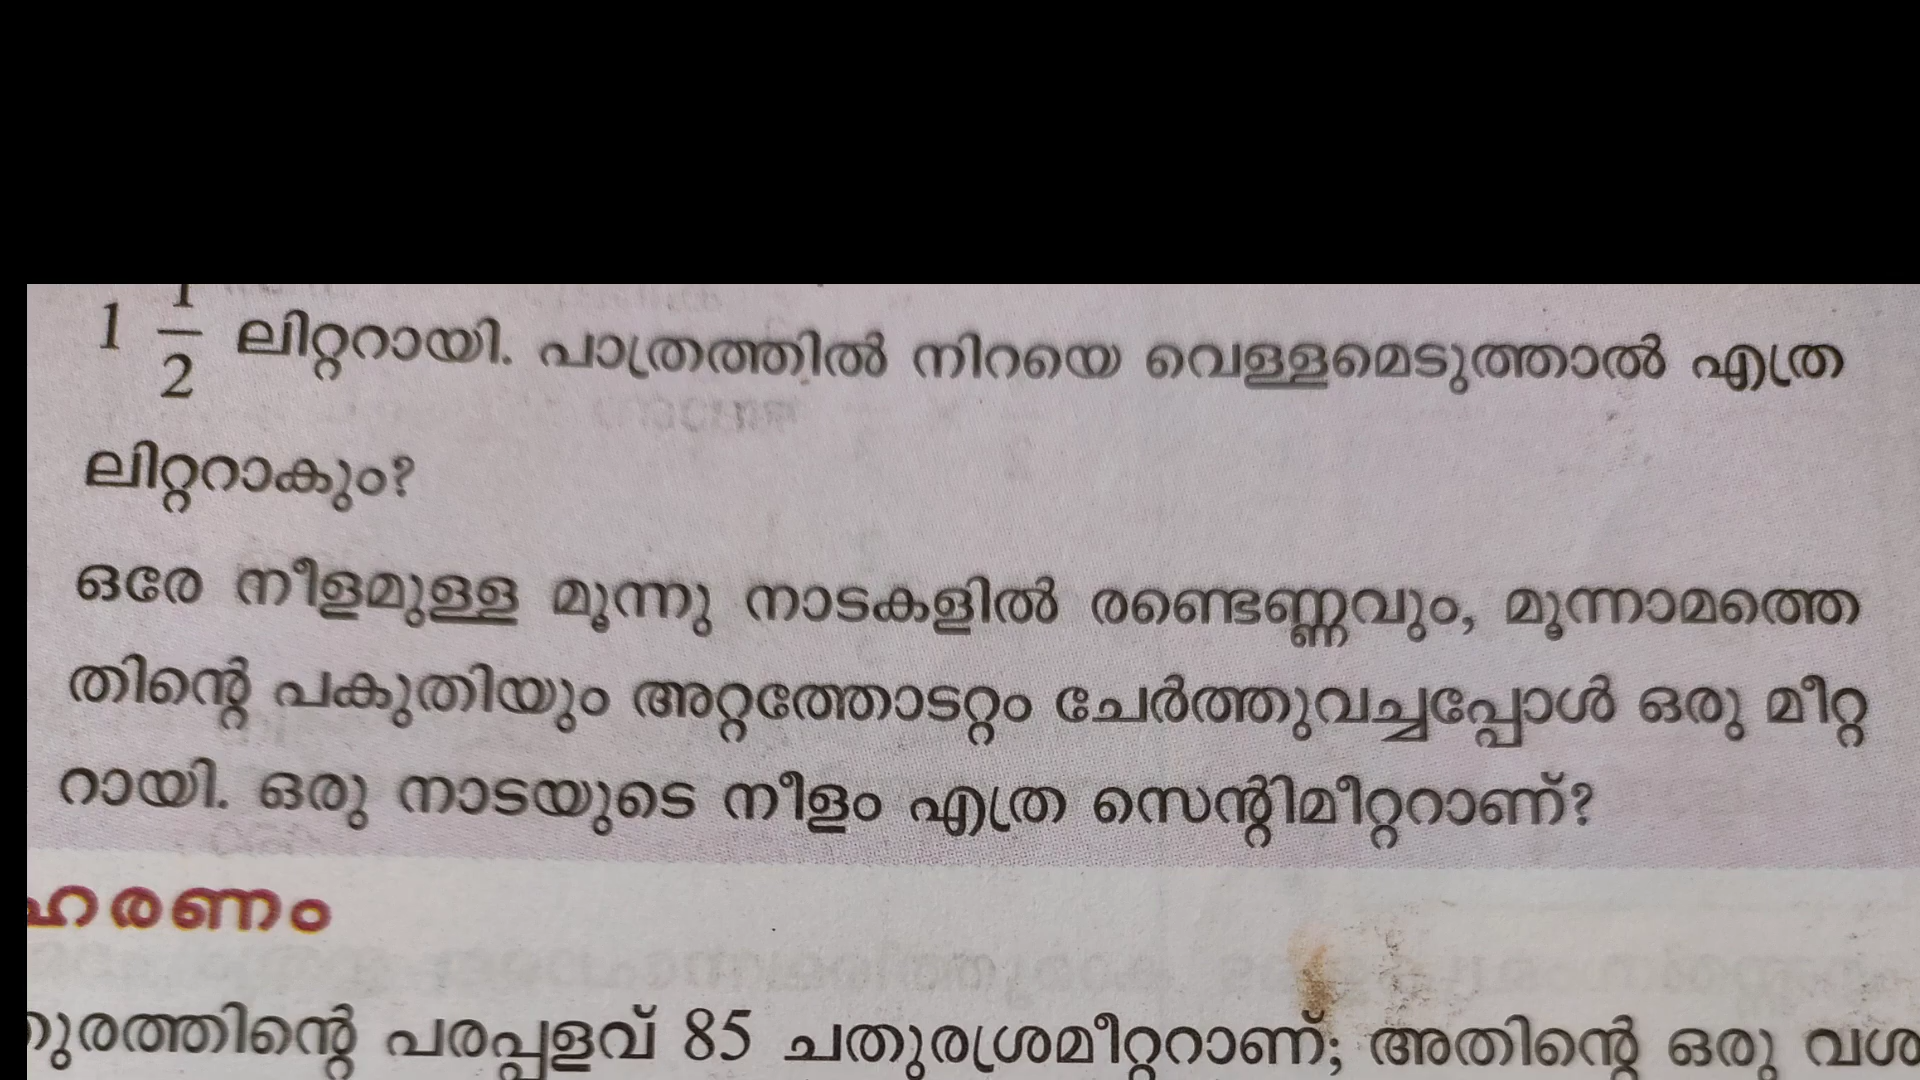 1 1/2 ലിറ്ററായി. പാത്രത്തിൽ നിറയെ വെള്ളമെടുത്താൽ എത്ര
ലിറ്ററാകും?
ഒരേ നീളമുള്ള മൂന്നു നാടകളിൽ രണ്ടെണ്ണവും, മൂന്നാമത്തെ
തിന്റെ പകുതിയും അറ്റത്തോടറ്റം ചേർത്തുവച്ചപ്പോൾ ഒരു മീറ്റ
റായി. ഒരു നാടയുടെ നീളം എത്ര സെന്റിമീറ്ററാണ്?
ഹരണം
തുരത്തിന്റെ പരപ്പളവ് 85 ചതുരശ്രമീറ്ററാണ്; അതിന്റെ ഒരു വശ